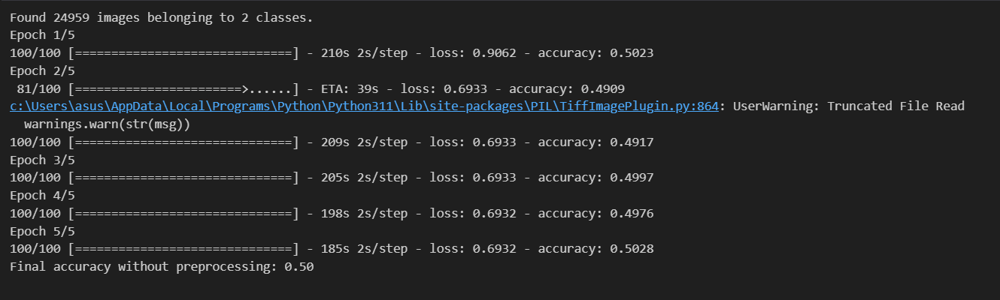 Found 24959 images belonging to 2 classes.
Epoch 1/5
100/100 [==============================] - 210s 2s/step - loss: 0.9062 - accuracy: 0.5023
Epoch 2/5
 81/100 [=======================>......] - ETA: 39s - loss: 0.6933 - accuracy: 0.4909
c:\Users\asus\AppData\Local\Programs\Python\Python311\Lib\site-packages\PIL\TiffImagePlugin.py:864: UserWarning: Truncated File Read
  warnings.warn(str(msg))
100/100 [==============================] - 209s 2s/step - loss: 0.6933 - accuracy: 0.4917
Epoch 3/5
100/100 [==============================] - 205s 2s/step - loss: 0.6933 - accuracy: 0.4997
Epoch 4/5
100/100 [==============================] - 198s 2s/step - loss: 0.6932 - accuracy: 0.4976
Epoch 5/5
100/100 [==============================] - 185s 2s/step - loss: 0.6932 - accuracy: 0.5028
Final accuracy without preprocessing: 0.50